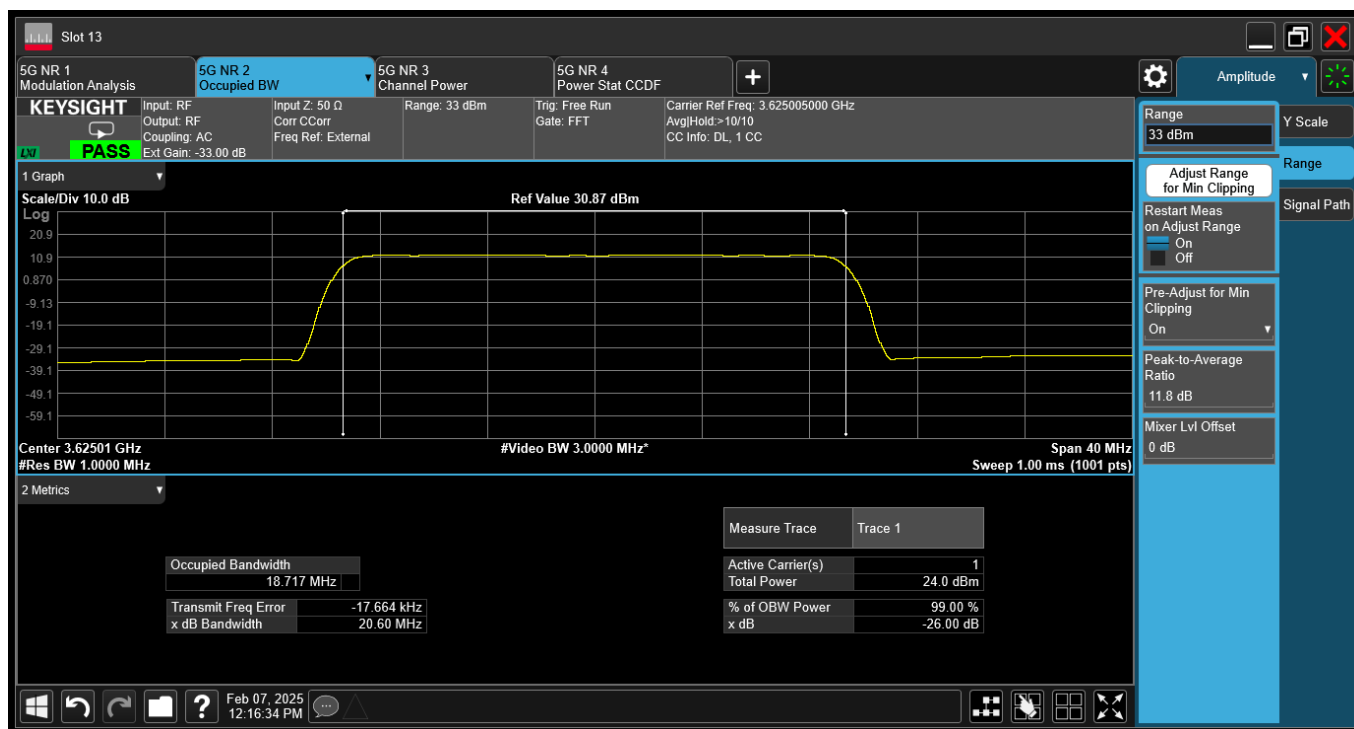 Slot 13
5G NR 1
Modulation Analysis
5G NR 2
Occupied BW
5G NR 3
Channel Power
5G NR 4
Power Stat CCDF
Amplitude
KEYSIGHT
LXI
PASS
Input: RF
Output: RF
Coupling: AC
Ext Gain: -33.00 dB
Input Z: 50 Ω
Corr CCorr
Freq Ref: External
Range: 33 dBm
Trig: Free Run
Gate: FFT
Carrier Ref Freq: 3.625005000 GHz
Avg|Hold:>10/10
CC Info: DL, 1 CC
1 Graph
Scale/Div 10.0 dB
Ref Value 30.87 dBm
Log
20.9
10.9
0.870
-9.13
-19.1
-29.1
-39.1
-49.1
-59.1
Center 3.62501 GHz
#Video BW 3.0000 MHz*
Span 40 MHz
#Res BW 1.0000 MHz
Sweep 1.00 ms (1001 pts)
2 Metrics
Measure Trace Trace 1
Occupied Bandwidth
18.717 MHz
Active Carrier(s) 1
Total Power 24.0 dBm
Transmit Freq Error -17.664 kHz
x dB Bandwidth 20.60 MHz
% of OBW Power 99.00 %
x dB -26.00 dB
Range
33 dBm
Adjust Range
for Min Clipping
Restart Meas
on Adjust Range
On
Off
Pre-Adjust for Min
Clipping
On
Peak-to-Average
Ratio
11.8 dB
Mixer Lvl Offset
0 dB
Y Scale
Range
Signal Path
?
Feb 07, 2025
12:16:34 PM